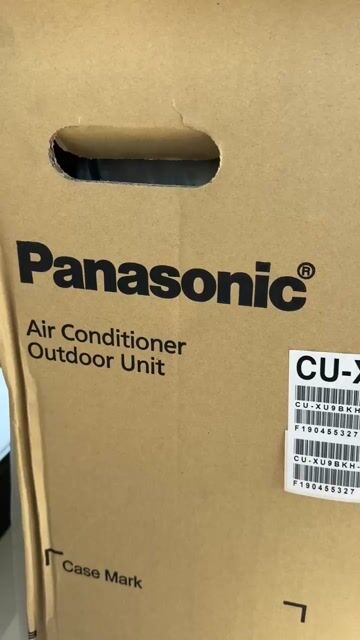 Panasonic®
Air Conditioner
Outdoor Unit
CU-X
CU-XU9BKH
F190455327
CU-XU9BKH-
F190455327
Case Mark